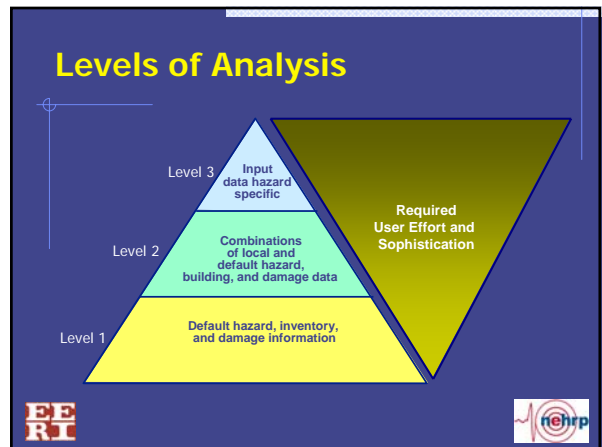 Levels of Analysis
Level 3
Input
data hazard
specific
Level 2
Combinations
of local and
default hazard,
building, and damage data
Level 1
Default hazard, inventory,
and damage information
Required
User Effort and
Sophistication
EE
RI
nehrp